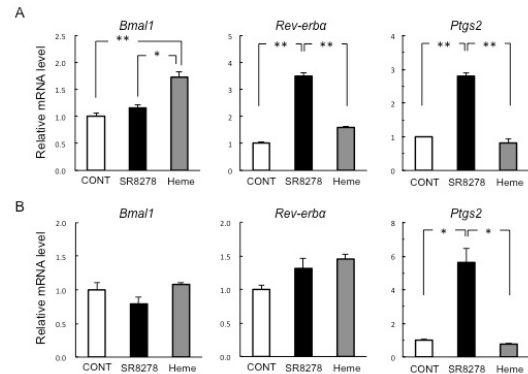 A
Bmal1
Rev-erbα
Ptgs2
Relative mRNA level
2.5
2.0
1.5
1.0
0.5
0.0
**
*
CONT SR8278 Heme
4
3
2
1
0
** **
CONT SR8278 Heme
4
3
2
1
0
** **
CONT SR8278 Heme
B
Bmal1
Rev-erbα
Ptgs2
Relative mRNA level
2.0
1.5
1.0
0.5
0.0
CONT SR8278 Heme
2.0
1.5
1.0
0.5
0.0
CONT SR8278 Heme
8
6
4
2
0
* *
CONT SR8278 Heme